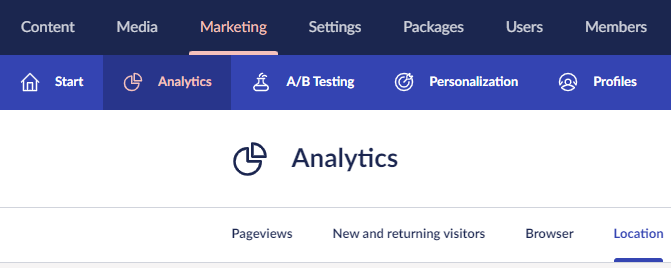 Content Media Marketing Settings Packages Users Members
Start Analytics A/B Testing Personalization Profiles
Analytics
Pageviews New and returning visitors Browser Location